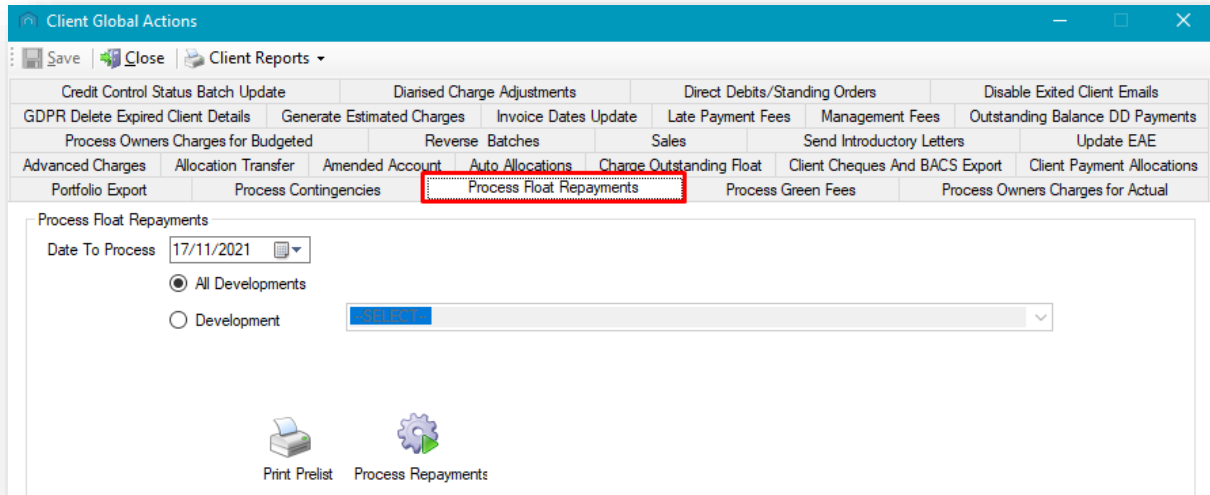 Client Global Actions
Save Close Client Reports
Credit Control Status Batch Update Diarised Charge Adjustments Direct Debits/Standing Orders Disable Exited Client Emails
GDPR Delete Expired Client Details Generate Estimated Charges Invoice Dates Update Late Payment Fees Management Fees Outstanding Balance DD Payments
Process Owners Charges for Budgeted Reverse Batches Sales Send Introductory Letters Update EAE
Advanced Charges Allocation Transfer Amended Account Auto Allocations Charge Outstanding Float Client Cheques And BACS Export Client Payment Allocations
Portfolio Export Process Contingencies Process Float Repayments Process Green Fees Process Owners Charges for Actual
Process Float Repayments
Date To Process 17/11/2021
All Developments
Development --SELECT--
Print Prelist Process Repayments